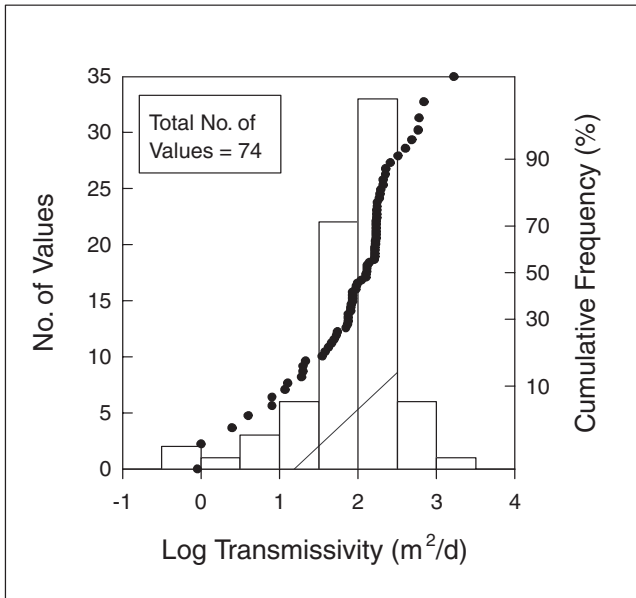 Total No. of
Values = 74
No. of Values
35
30
25
20
15
10
5
0
90
70
50
30
10
Cumulative Frequency (%)
-1 0 1 2 3 4
Log Transmissivity (m²/d)